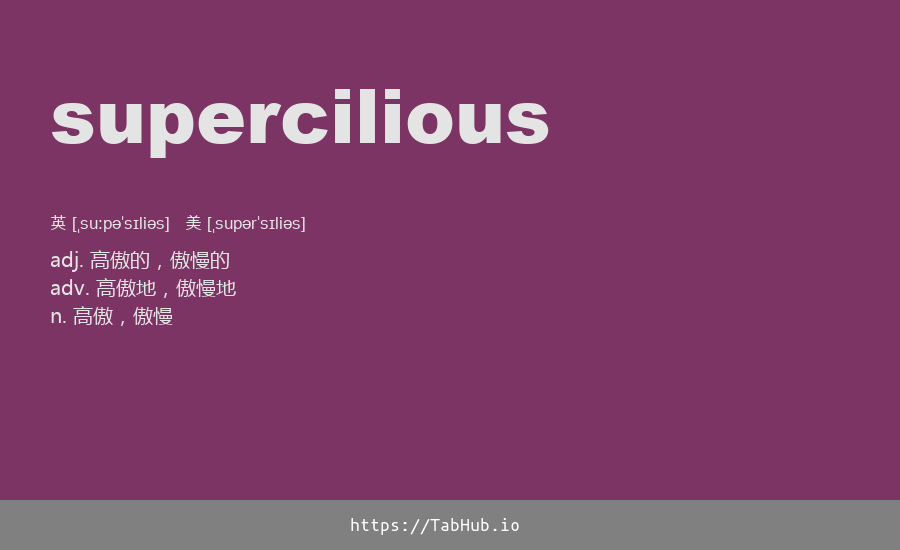 supercilious
英 [ˌsuːpəˈsɪliəs] 美 [ˌsupərˈsɪliəs]
adj. 高傲的，傲慢的
adv. 高傲地，傲慢地
n. 高傲，傲慢
https://TabHub.io